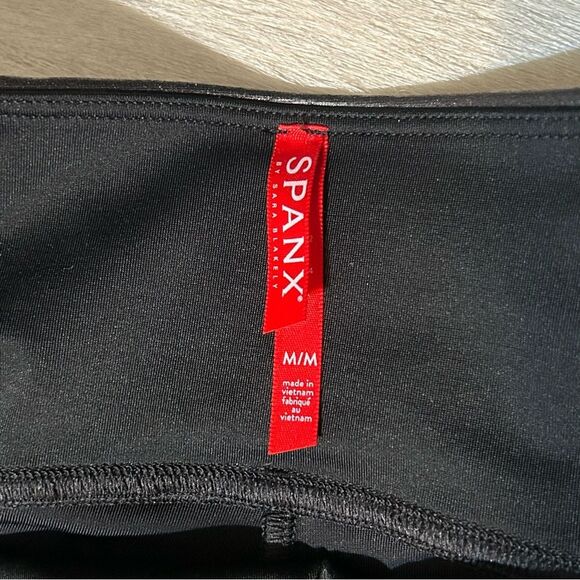 SPANX®
BY SARA BLAKELY
M/M
made in
vietnam
fabriqué
au
vietnam